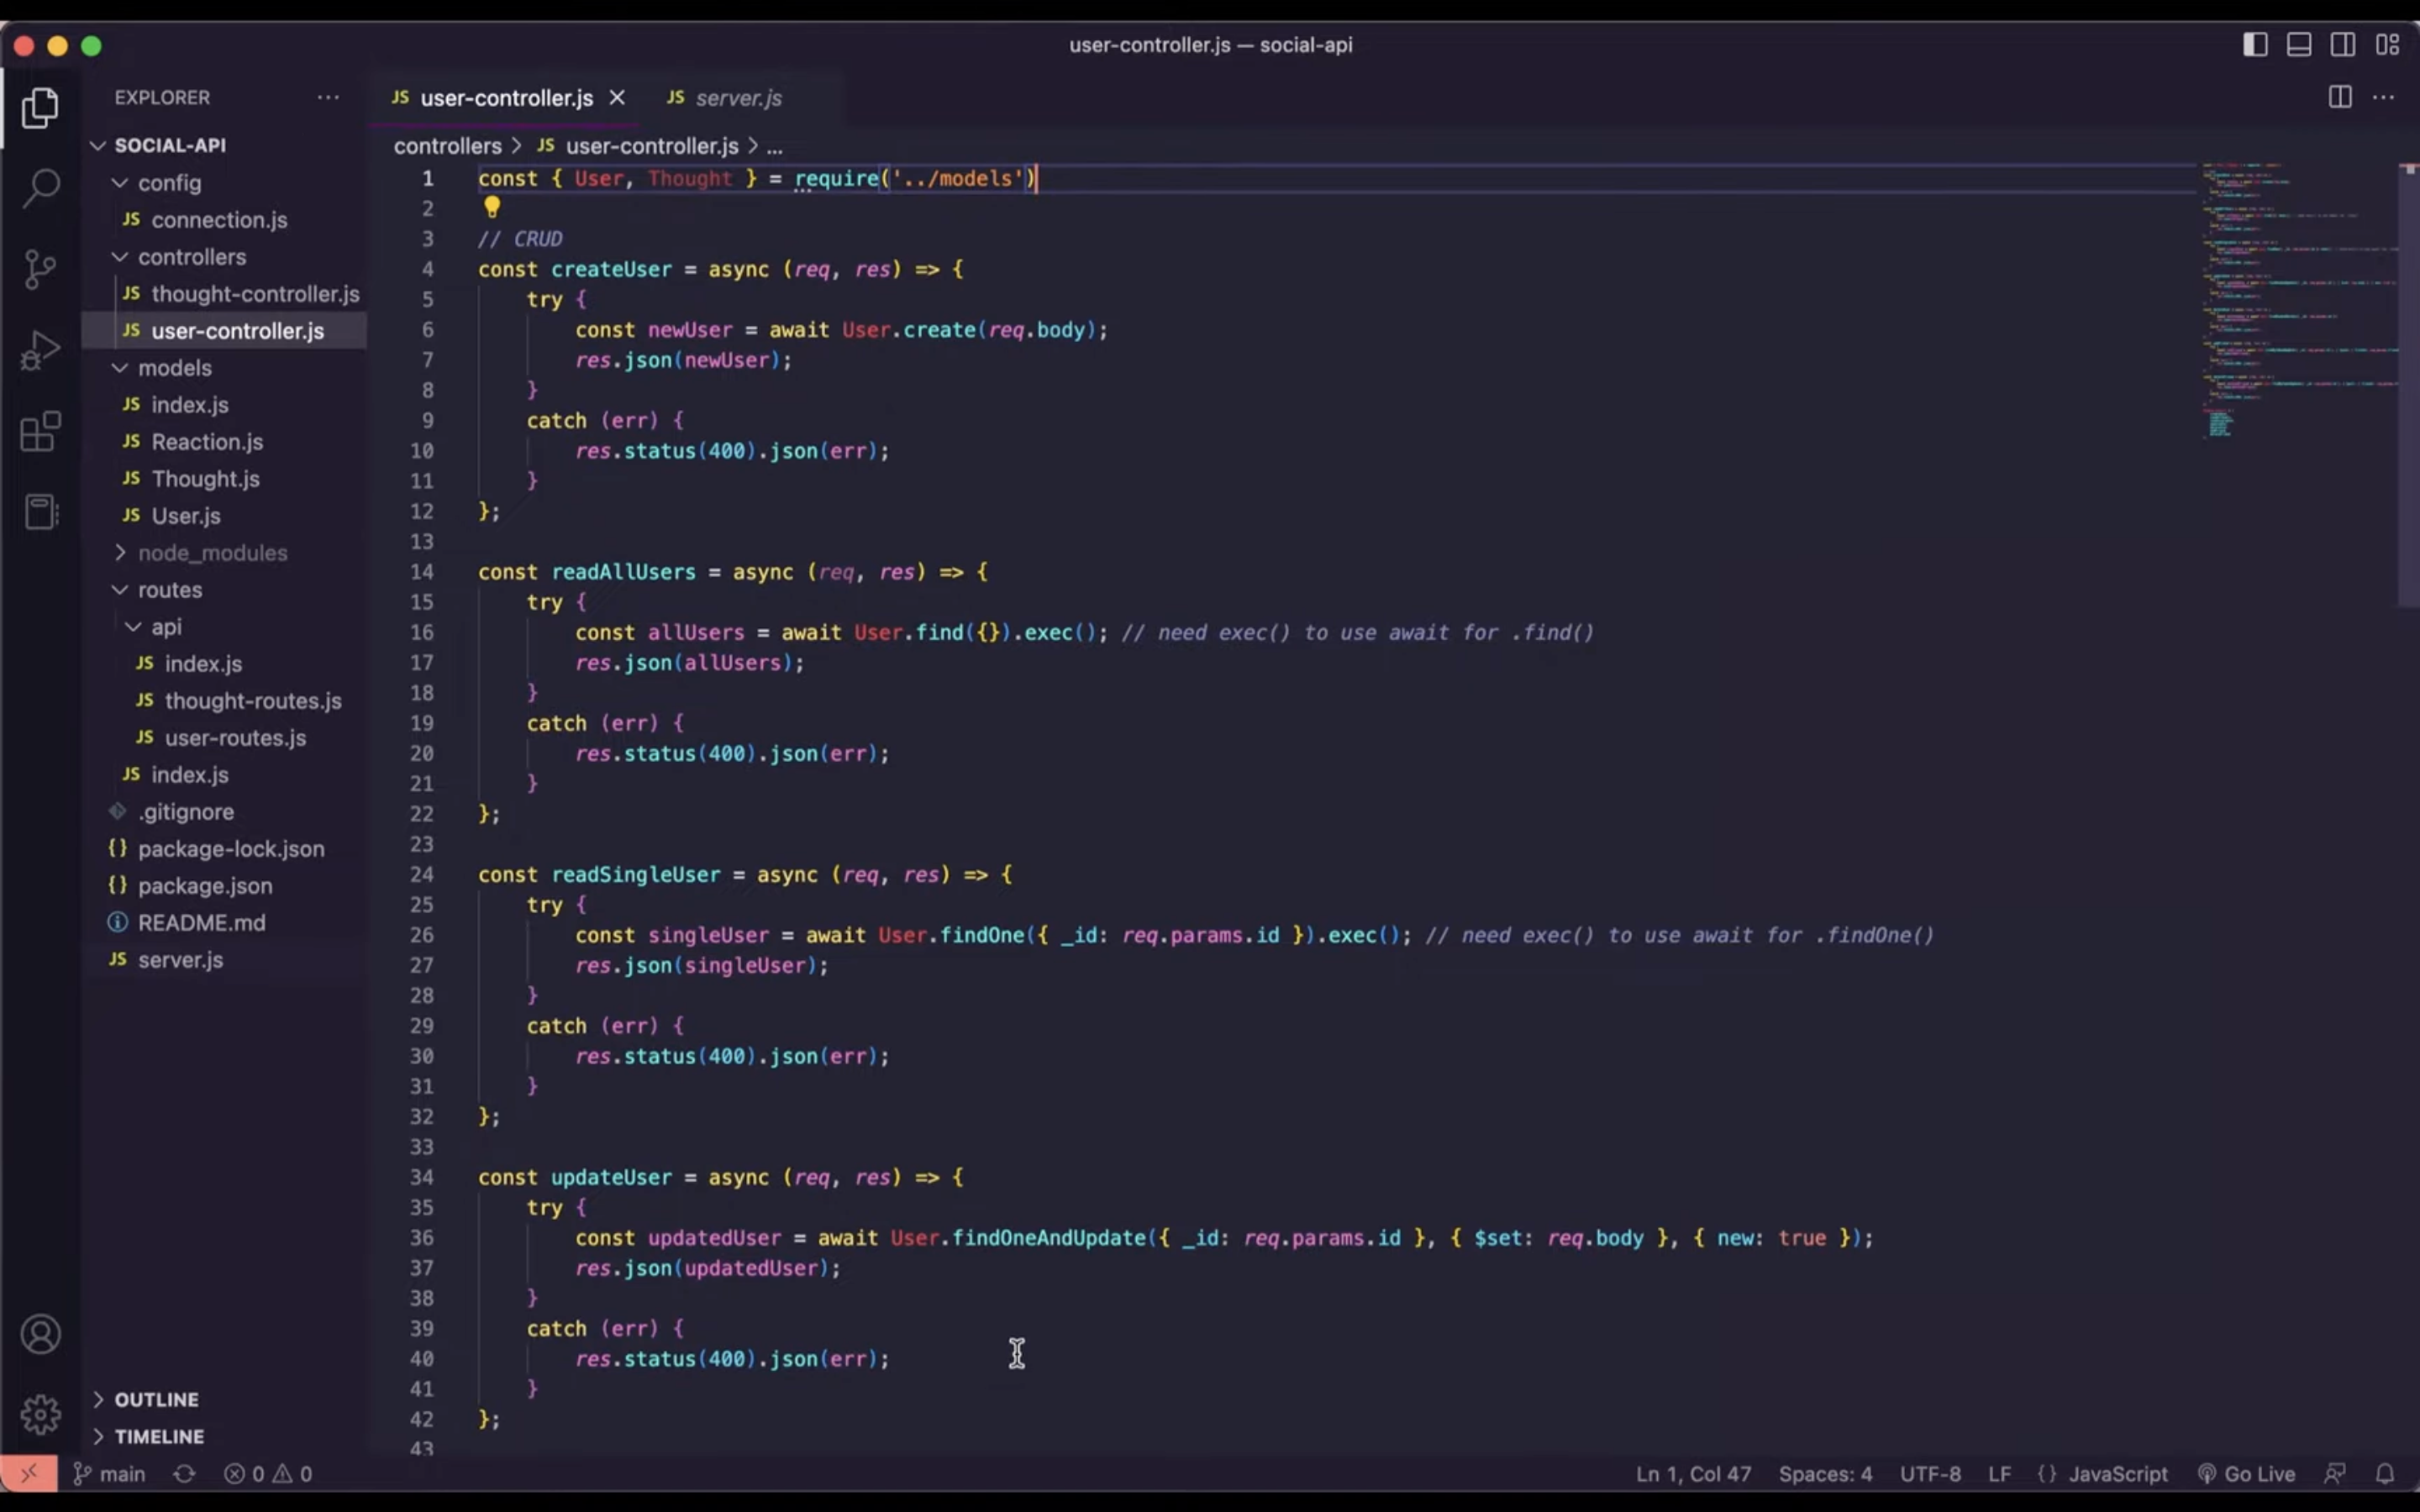 user-controller.js — social-api
EXPLORER
SOCIAL-API
config
JS connection.js
controllers
JS thought-controller.js
JS user-controller.js
models
JS index.js
JS Reaction.js
JS Thought.js
JS User.js
node_modules
routes
api
JS index.js
JS thought-routes.js
JS user-routes.js
JS index.js
.gitignore
{} package-lock.json
{} package.json
README.md
JS server.js
OUTLINE
TIMELINE
JS user-controller.js JS server.js
controllers > JS user-controller.js > ...
1 const { User, Thought } = require('../models')
2
3 // CRUD
4 const createUser = async (req, res) => {
5 try {
6 const newUser = await User.create(req.body);
7 res.json(newUser);
8 }
9 catch (err) {
10 res.status(400).json(err);
11 }
12 };
13
14 const readAllUsers = async (req, res) => {
15 try {
16 const allUsers = await User.find({}).exec(); // need exec() to use await for .find()
17 res.json(allUsers);
18 }
19 catch (err) {
20 res.status(400).json(err);
21 }
22 };
23
24 const readSingleUser = async (req, res) => {
25 try {
26 const singleUser = await User.findOne({ _id: req.params.id }).exec(); // need exec() to use await for .findOne()
27 res.json(singleUser);
28 }
29 catch (err) {
30 res.status(400).json(err);
31 }
32 };
33
34 const updateUser = async (req, res) => {
35 try {
36 const updatedUser = await User.findOneAndUpdate({ _id: req.params.id }, { $set: req.body }, { new: true });
37 res.json(updatedUser);
38 }
39 catch (err) {
40 res.status(400).json(err);
41 }
42 };
43
main 0 0 Ln 1, Col 47 Spaces: 4 UTF-8 LF {} JavaScript Go Live